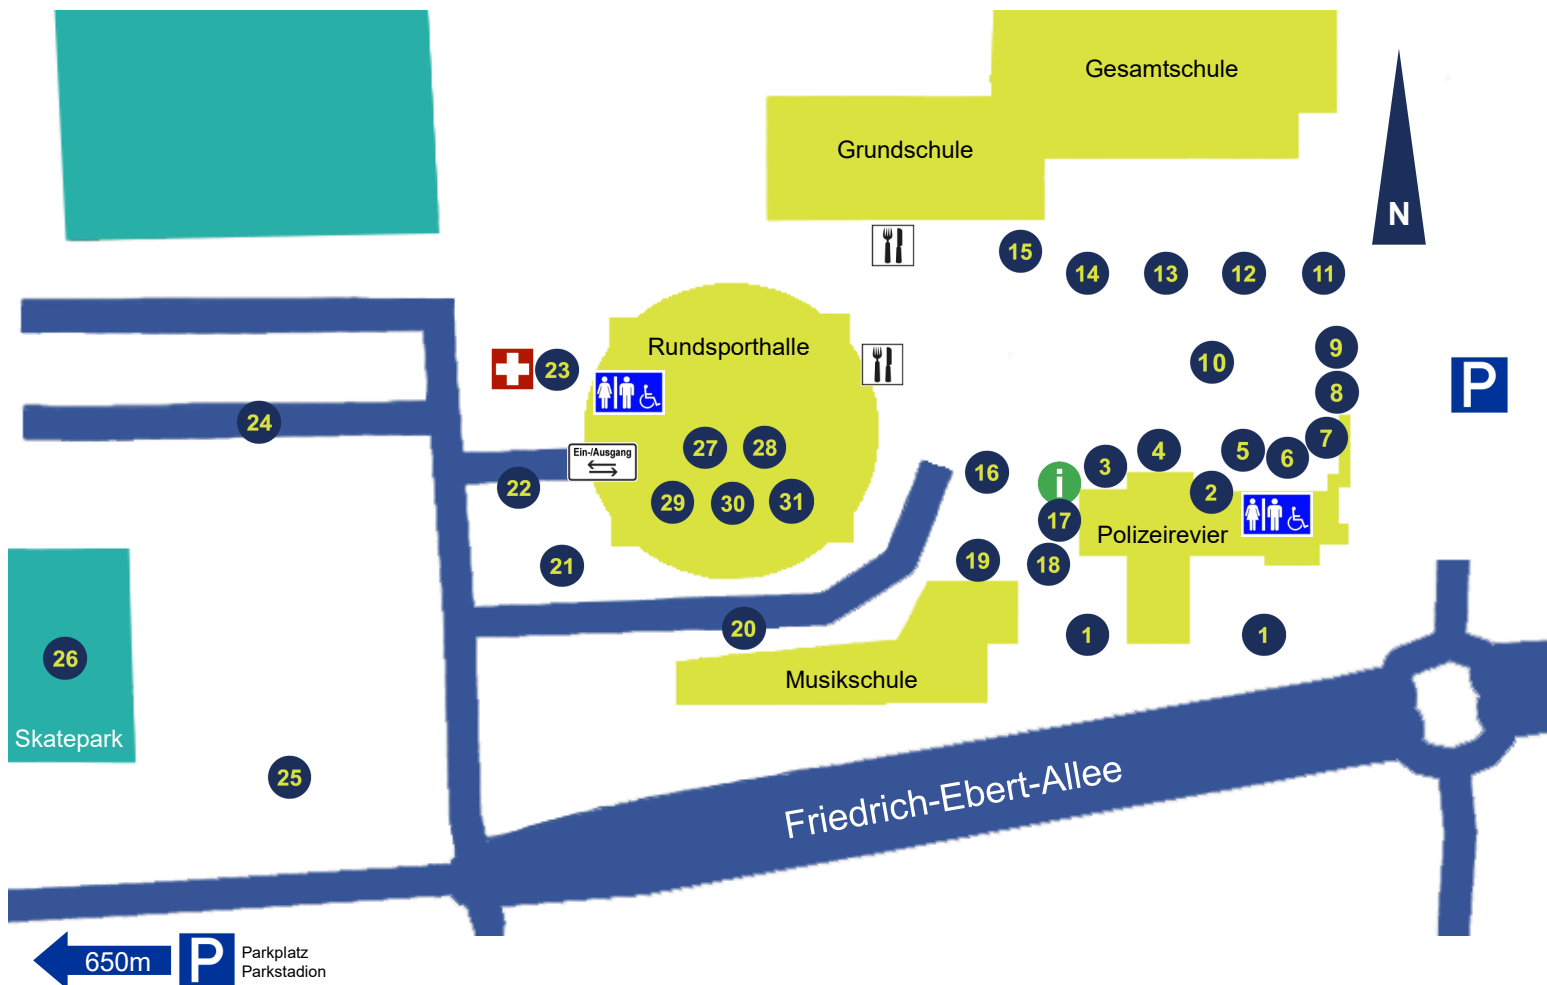 Gesamtschule
Grundschule
N
15
14
13
12
11
Rundsporthalle
9
10
23
8
P
24
27
28
4
5
7
Ein-/Ausgang
3
6
16
22
i
2
29
30
31
17
Polizeirevier
21
19
18
20
1
1
26
Musikschule
Skatepark
25
Friedrich-Ebert-Allee
650m
P
Parkplatz
Parkstadion